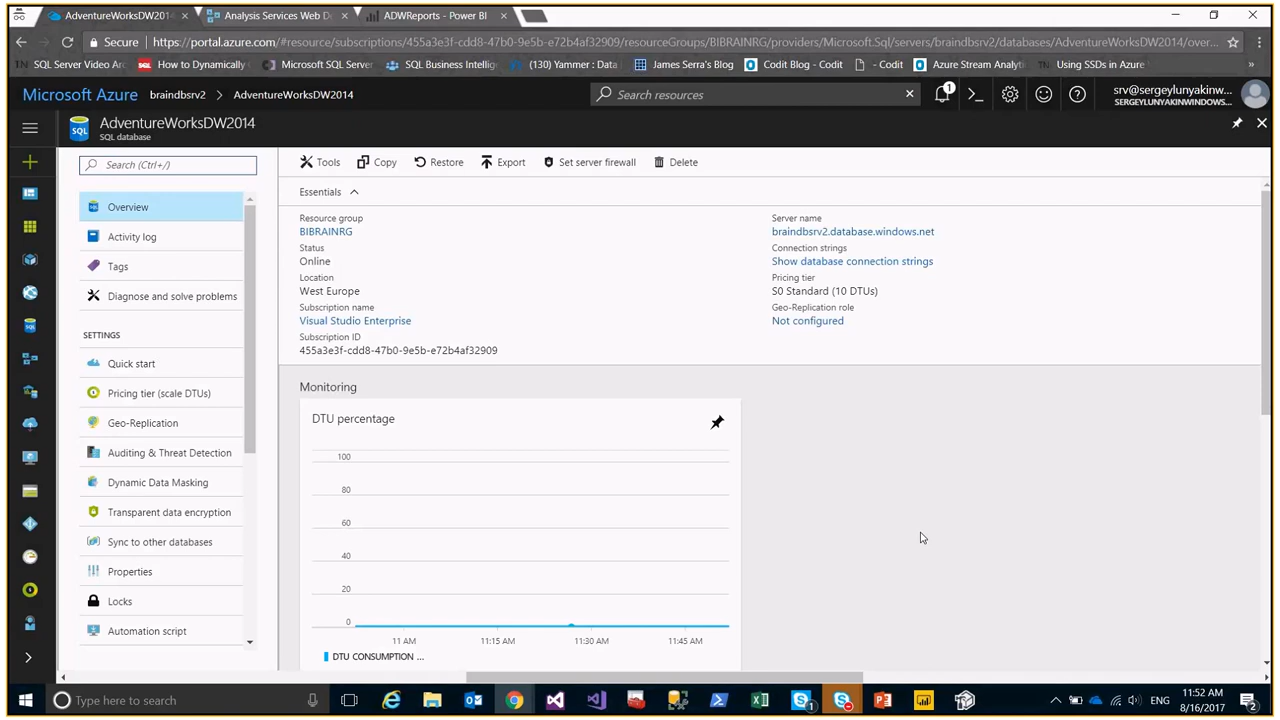 AdventureWorksDW2014
Analysis Services Web D
ADWReports - Power BI
Secure
https://portal.azure.com/#resource/subscriptions/455a3e3f-cdd8-47b0-9e5b-e72b4af32909/resourceGroups/BIBRAINRG/providers/Microsoft.Sql/servers/braindbsrv2/databases/AdventureWorksDW2014/over...
SQL Server Video Ar
How to Dynamically
Microsoft SQL Server
SQL Business Intellig
(130) Yammer : Data
James Serra's Blog
Codit Blog - Codit
- Codit
Azure Stream Analyti
Using SSDs in Azure
»
Microsoft Azure
braindbsrv2
AdventureWorksDW2014
Search resources
1
srv@sergeylunyakinw...
SERGEYLUNYAKINWINDOWS...
SQL
AdventureWorksDW2014
SQL database
Search (Ctrl+/)
Tools
Copy
Restore
Export
Set server firewall
Delete
Overview
Activity log
Tags
Diagnose and solve problems
SETTINGS
Quick start
Pricing tier (scale DTUs)
Geo-Replication
Auditing & Threat Detection
Dynamic Data Masking
Transparent data encryption
Sync to other databases
Properties
Locks
Automation script
Essentials
Resource group
BIBRAINRG
Status
Online
Location
West Europe
Subscription name
Visual Studio Enterprise
Subscription ID
455a3e3f-cdd8-47b0-9e5b-e72b4af32909
Server name
braindbsrv2.database.windows.net
Connection strings
Show database connection strings
Pricing tier
S0 Standard (10 DTUs)
Geo-Replication role
Not configured
Monitoring
DTU percentage
100
80
60
40
20
0
11 AM
11:15 AM
11:30 AM
11:45 AM
DTU CONSUMPTION ...
Type here to search
1
ENG
11:52 AM
8/16/2017
2